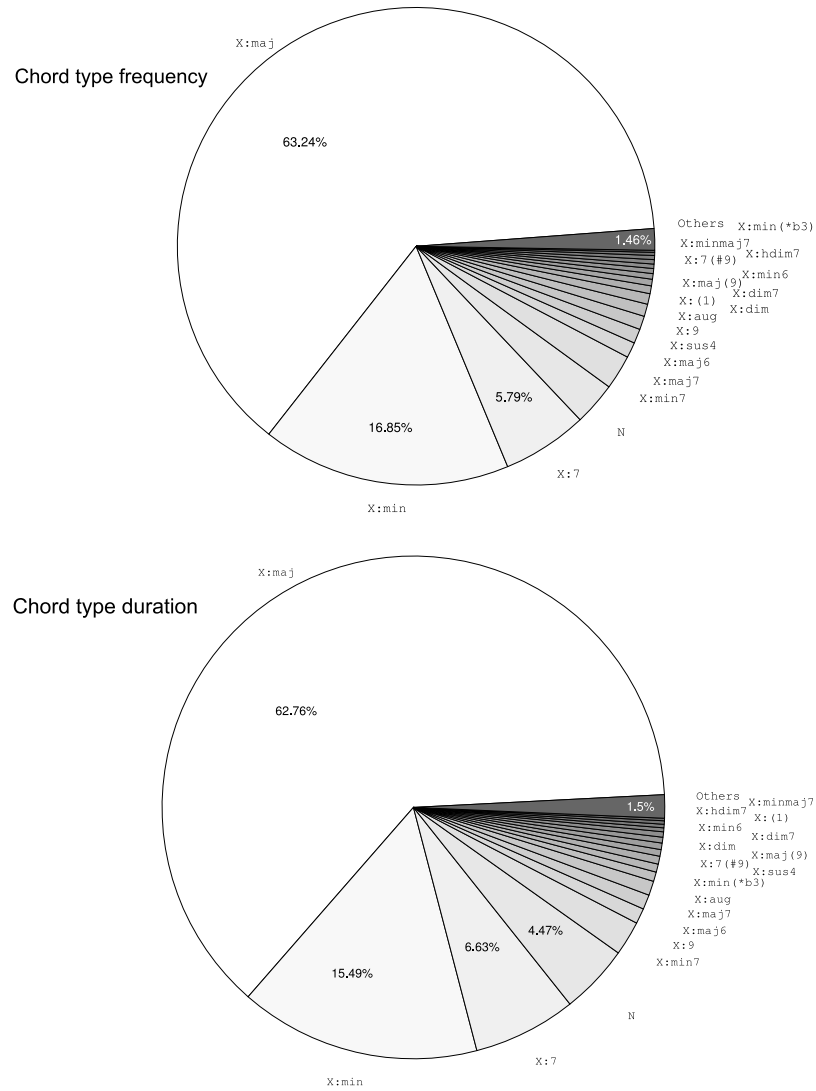 X:maj
Chord type frequency
63.24%
Others X:min(*b3)
1.46%
X:minmaj7
X:7(#9) X:hdim7
X:maj(9) X:min6
X:(1) X:dim7
X:aug X:dim
X:9
X:sus4
X:maj6
X:maj7
X:min7
5.79%
16.85%
N
X:7
X:min
X:maj
Chord type duration
62.76%
Others X:minmaj7
1.5%
X:hdim7 X:(1)
X:min6 X:dim7
X:dim X:maj(9)
X:7(#9) X:sus4
X:min(*b3)
X:aug
X:maj7
X:maj6
X:9
X:min7
4.47%
6.63%
15.49%
N
X:7
X:min